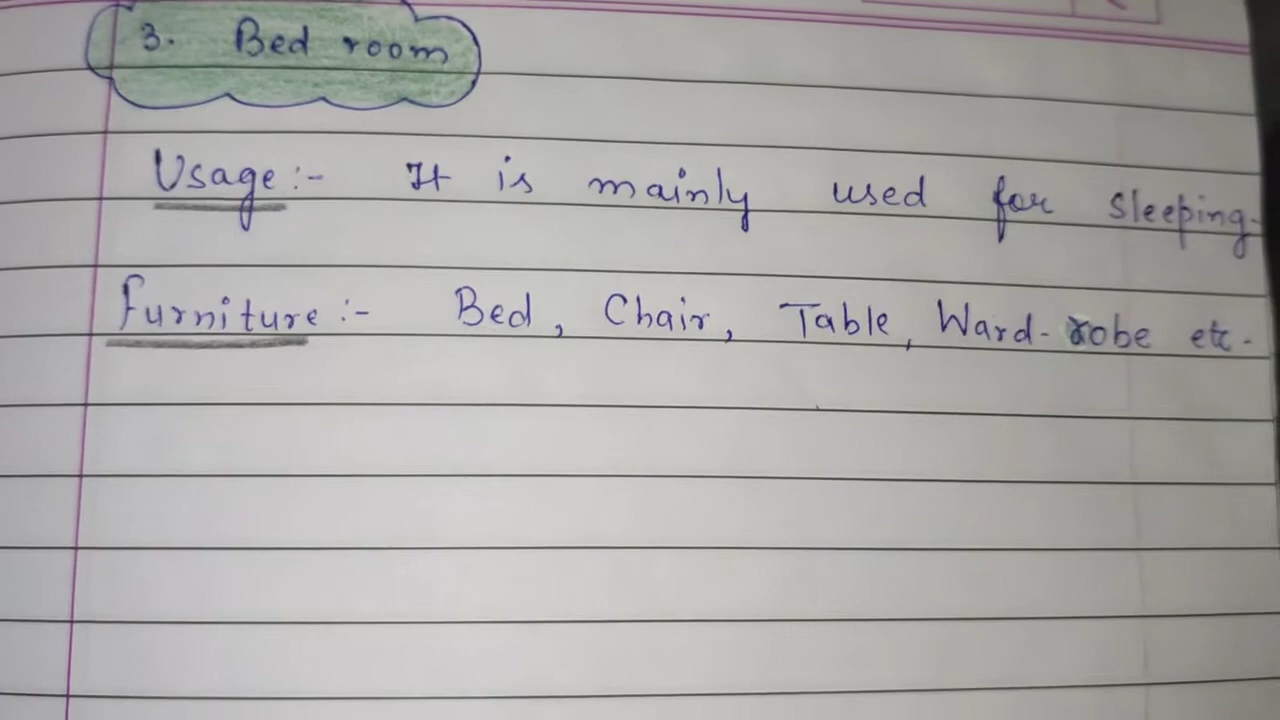 3. Bed room
Usage :- It is mainly used for sleeping.
Furniture :- Bed, Chair, Table, Ward-robe etc.